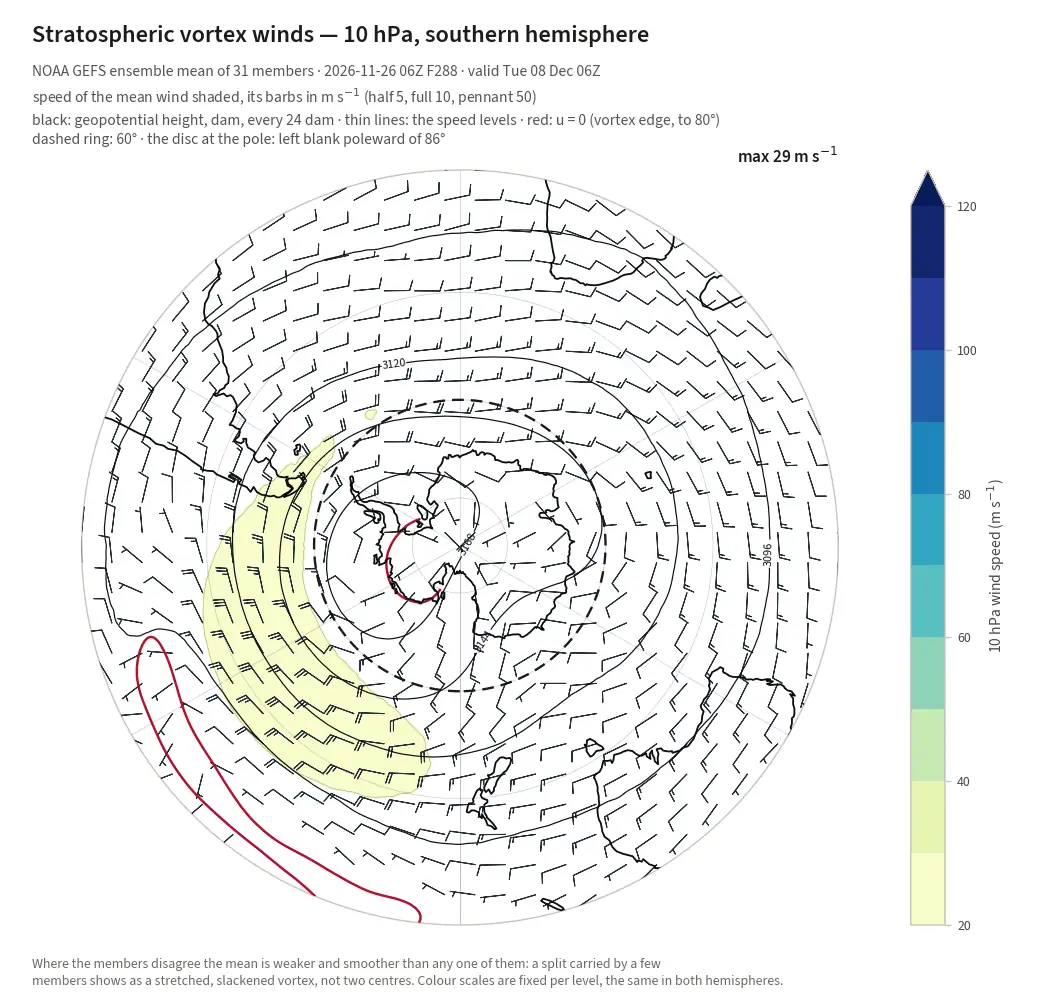 Stratospheric vortex winds — 10 hPa, southern hemisphere
NOAA GEFS ensemble mean of 31 members · 2026-11-26 06Z F288 · valid Tue 08 Dec 06Z
speed of the mean wind shaded, its barbs in m s⁻¹ (half 5, full 10, pennant 50)
black: geopotential height, dam, every 24 dam · thin lines: the speed levels · red: u = 0 (vortex edge, to 80°)
dashed ring: 60° · the disc at the pole: left blank poleward of 86°
max 29 m s⁻¹
120
100
80
60
40
20
10 hPa wind speed (m s⁻¹)
3120
3096
3168
3144
Where the members disagree the mean is weaker and smoother than any one of them: a split carried by a few
members shows as a stretched, slackened vortex, not two centres. Colour scales are fixed per level, the same in both hemispheres.